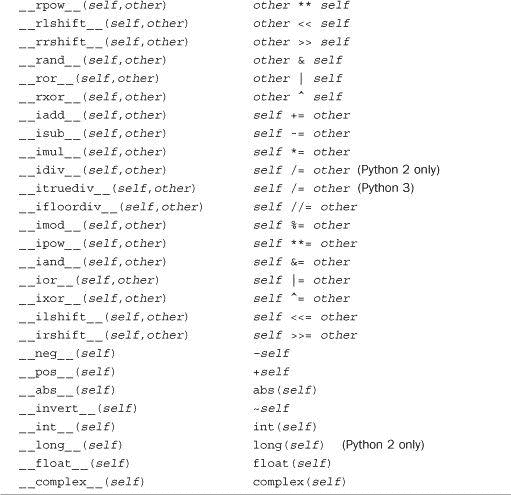 __rpow__(self,other) other ** self
__rlshift__(self,other) other << self
__rrshift__(self,other) other >> self
__rand__(self,other) other & self
__ror__(self,other) other | self
__rxor__(self,other) other ^ self
__iadd__(self,other) self += other
__isub__(self,other) self -= other
__imul__(self,other) self *= other
__idiv__(self,other) self /= other (Python 2 only)
__itruediv__(self,other) self /= other (Python 3)
__ifloordiv__(self,other) self //= other
__imod__(self,other) self %= other
__ipow__(self,other) self **= other
__iand__(self,other) self &= other
__ior__(self,other) self |= other
__ixor__(self,other) self ^= other
__ilshift__(self,other) self <<= other
__irshift__(self,other) self >>= other
__neg__(self) -self
__pos__(self) +self
__abs__(self) abs(self)
__invert__(self) ~self
__int__(self) int(self)
__long__(self) long(self) (Python 2 only)
__float__(self) float(self)
__complex__(self) complex(self)